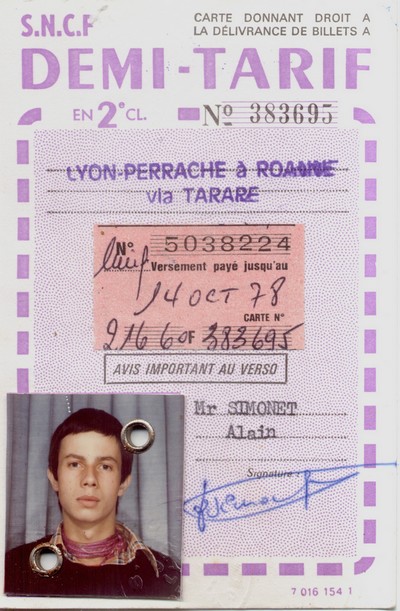 S.N.C.F
CARTE DONNANT DROIT A
LA DÉLIVRANCE DE BILLETS A
DEMI-TARIF
EN 2e CL.
No 383695
LYON-PERRACHE à ROANNE
via TARARE
No 5038224
Versement payé jusqu'au
14 OCT 78
CARTE No
216 6 OF 383695
AVIS IMPORTANT AU VERSO
Mr SIMONET
Alain
Signature
7 016 154 1